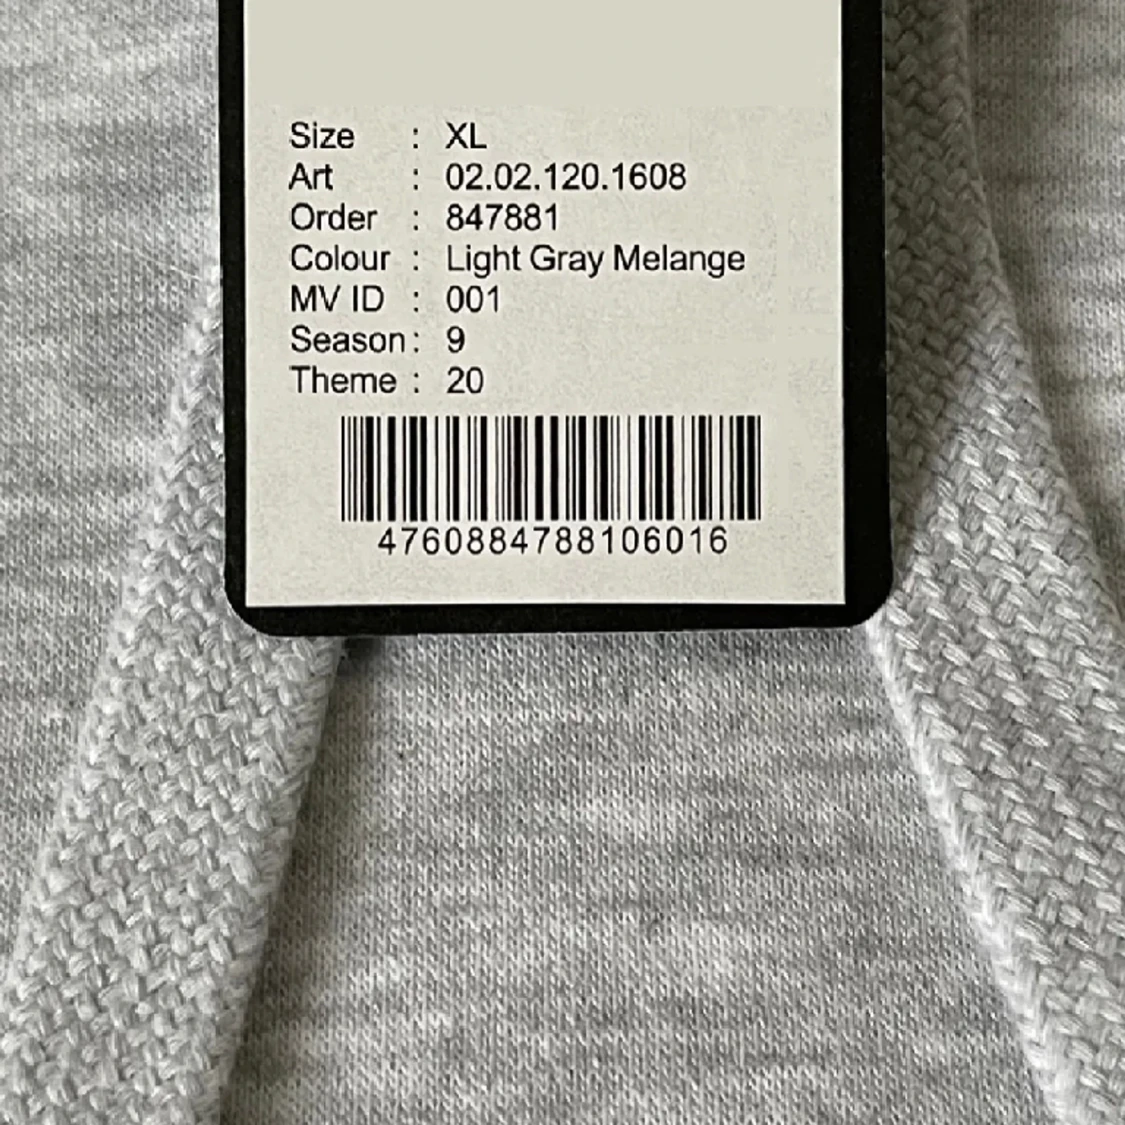 Size : XL
Art : 02.02.120.1608
Order : 847881
Colour : Light Gray Melange
MV ID : 001
Season : 9
Theme : 20
4760884788106016